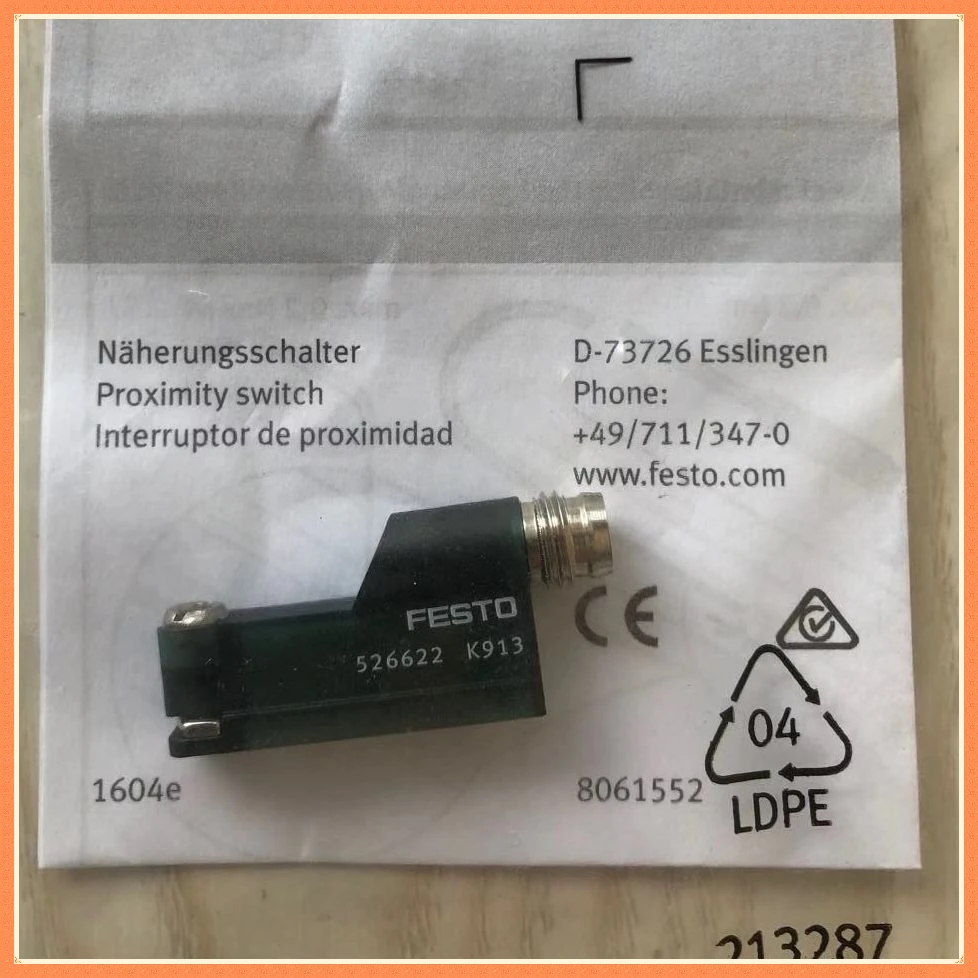 Näherungsschalter
Proximity switch
Interruptor de proximidad
D-73726 Esslingen
Phone:
+49/711/347-0
www.festo.com
FESTO
526622 K913
CE
04
LDPE
1604e
8061552
213287